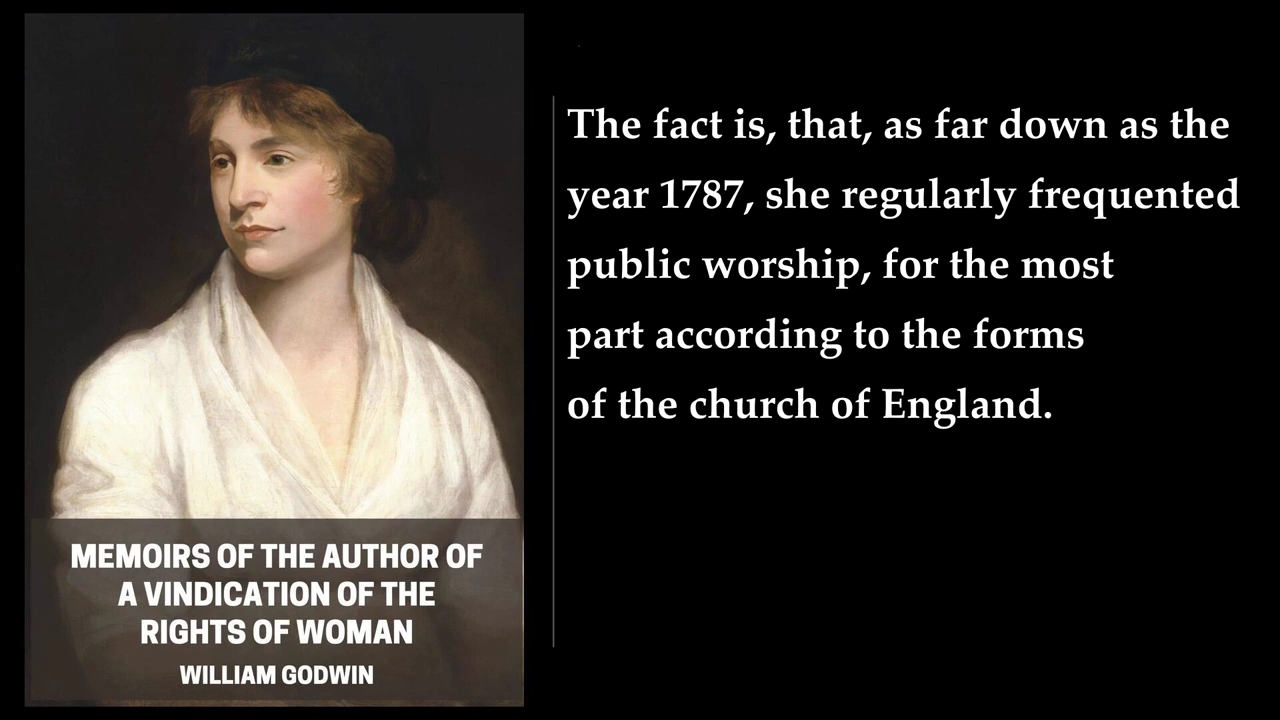 The fact is, that, as far down as the
year 1787, she regularly frequented
public worship, for the most
part according to the forms
of the church of England.
MEMOIRS OF THE AUTHOR OF
A VINDICATION OF THE
RIGHTS OF WOMAN
WILLIAM GODWIN